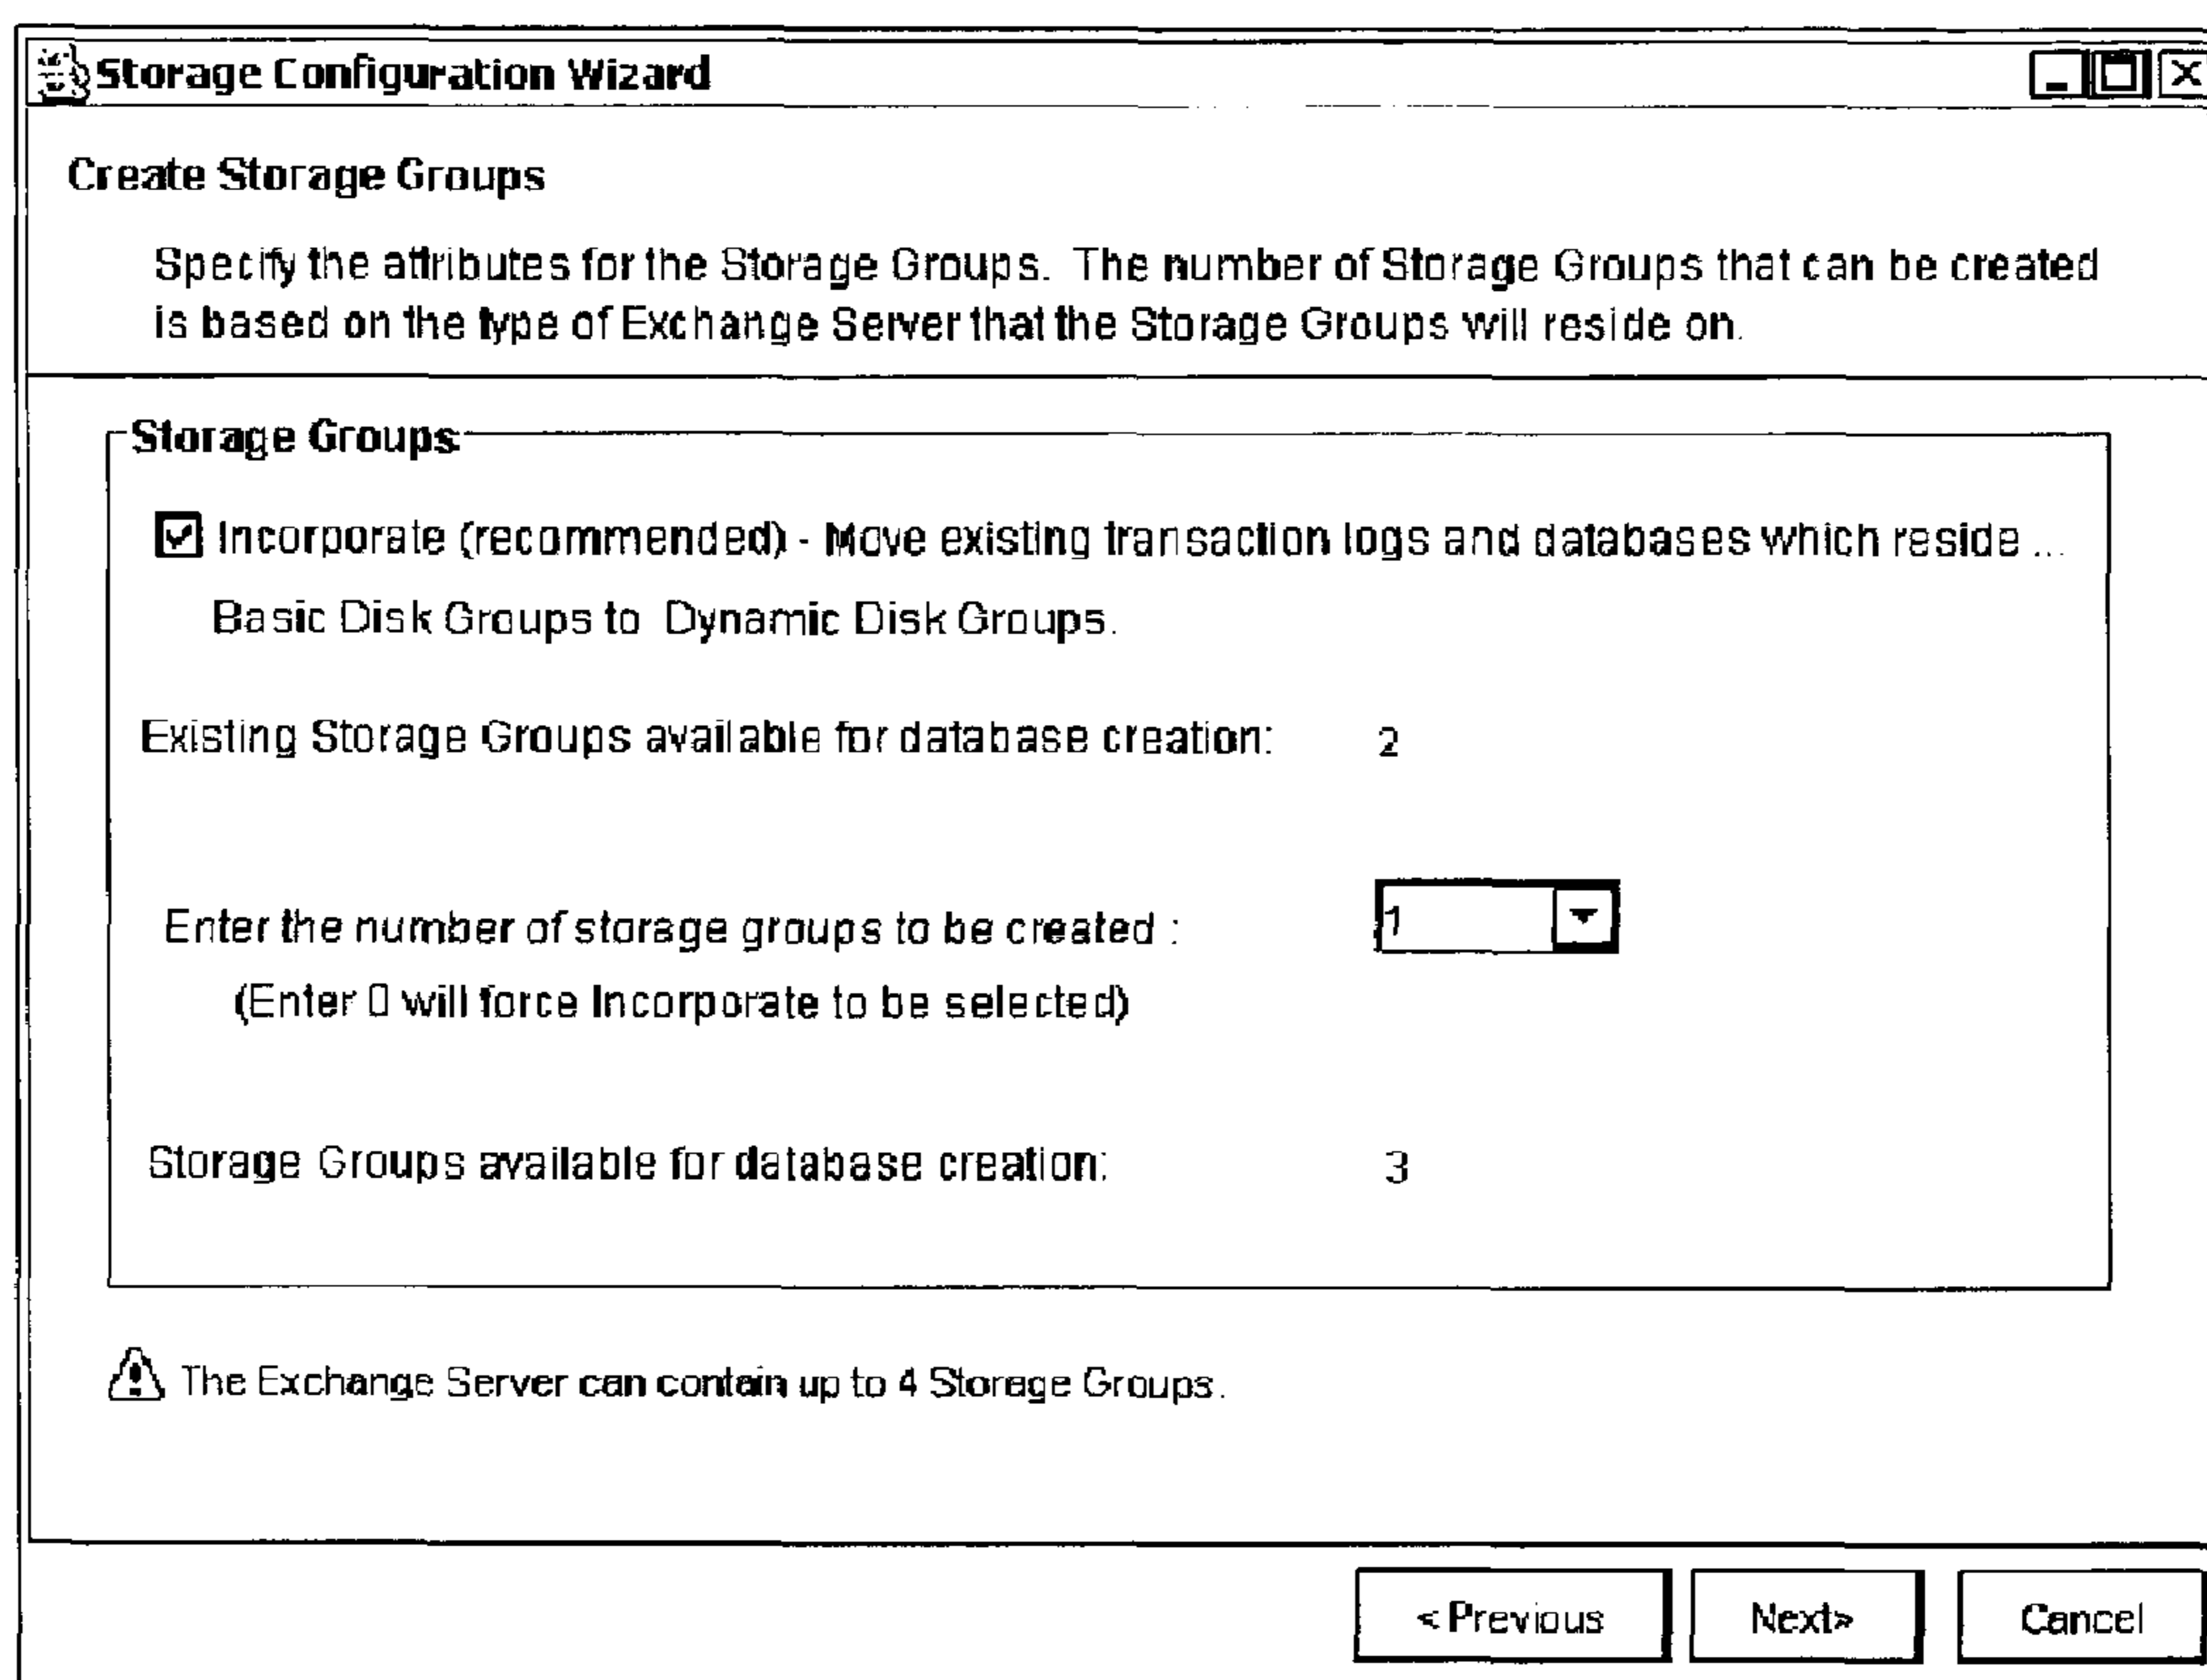 Storage Configuration Wizard
Create Storage Groups
Specify the attributes for the Storage Groups. The number of Storage Groups that can be created
is based on the type of Exchange Server that the Storage Groups will reside on.
Storage Groups
Incorporate (recommended) - Move existing transaction logs and databases which reside ...
Basic Disk Groups to Dynamic Disk Groups.
Existing Storage Groups available for database creation: 2
Enter the number of storage groups to be created : 1
(Enter 0 will force Incorporate to be selected)
Storage Groups available for database creation: 3
The Exchange Server can contain up to 4 Storage Groups.
<Previous Next> Cancel